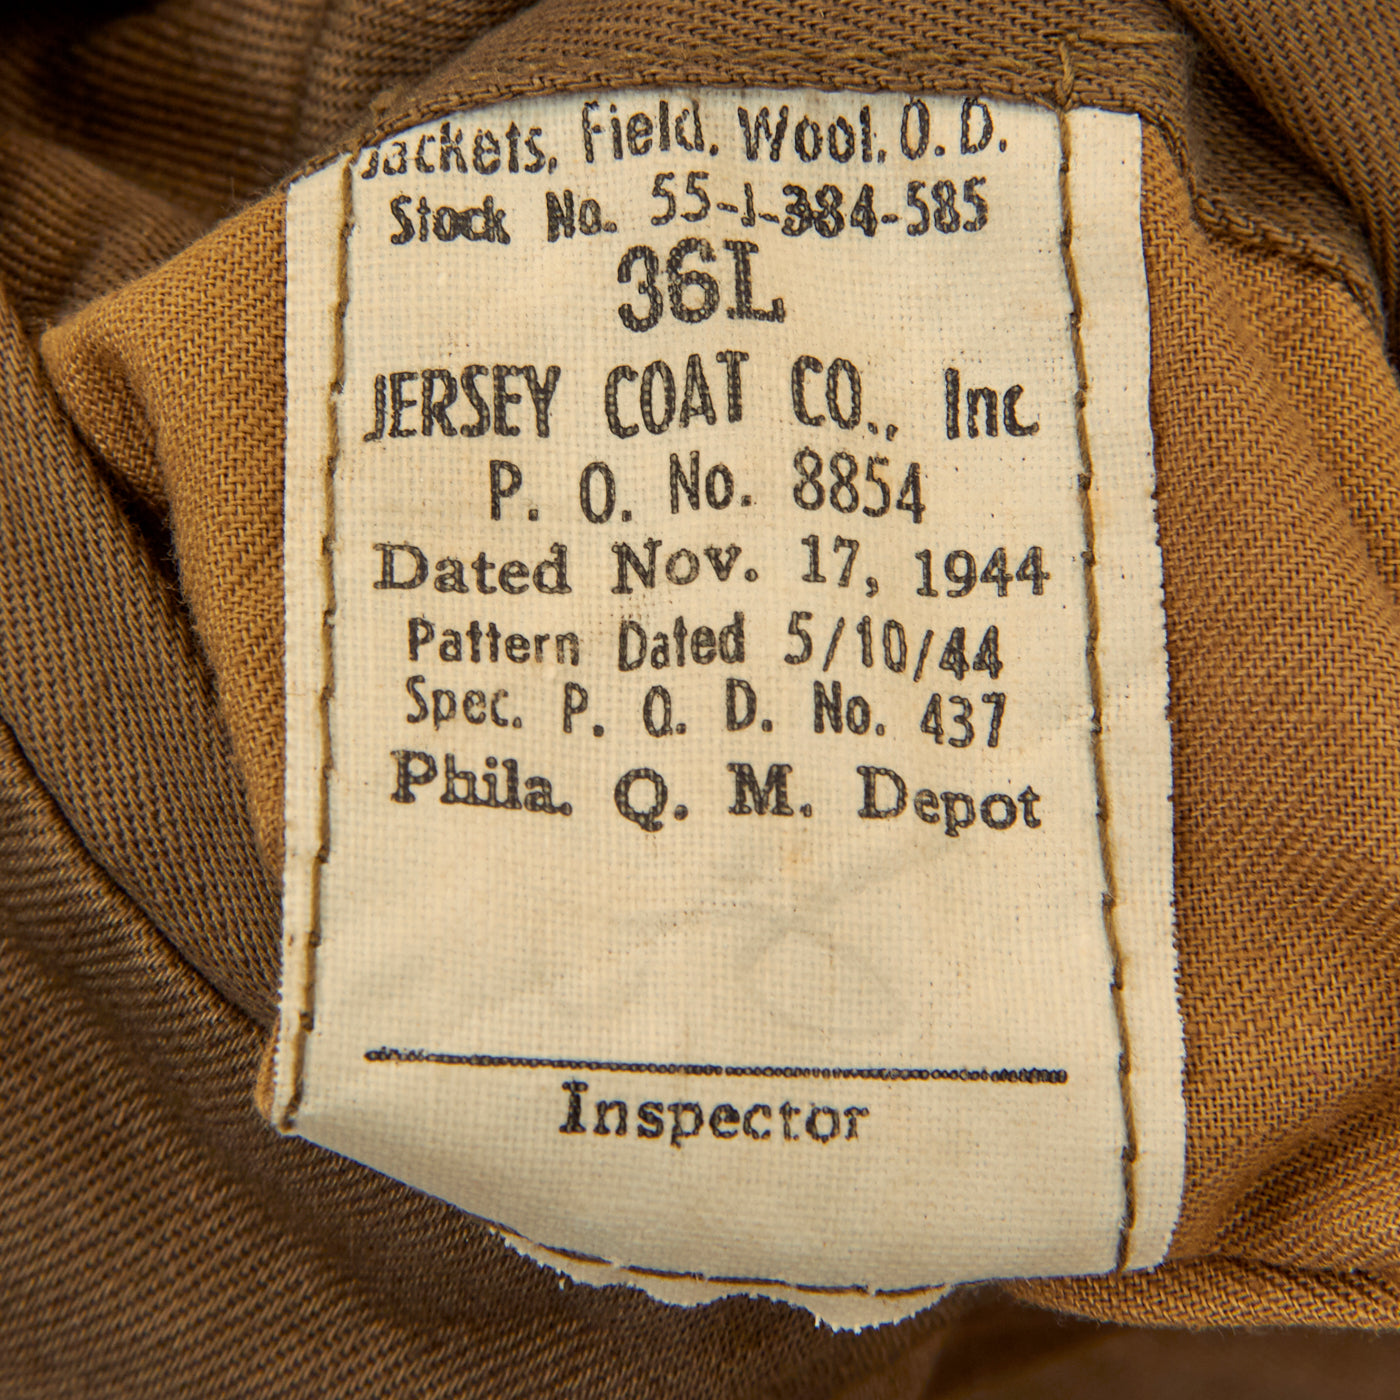 Jackets, Field, Wool, O. D.
Stock No. 55-J-384-585
36L
JERSEY COAT CO., Inc
P. O. No. 8854
Dated Nov. 17, 1944
Pattern Dated 5/10/44
Spec. P. Q. D. No. 437
Phila. Q. M. Depot
Inspector